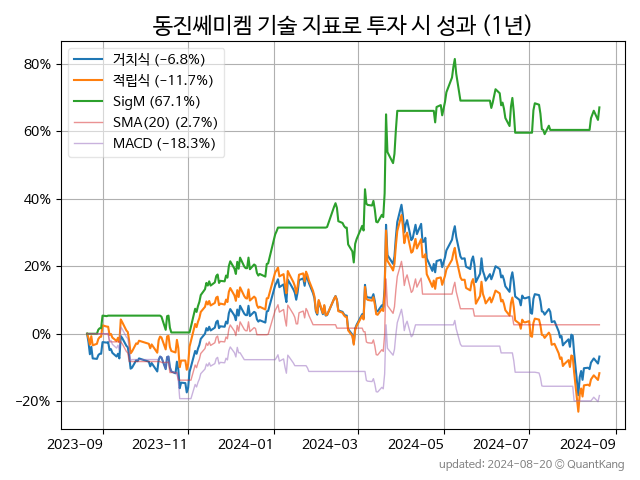 동진쎄미켐 기술 지표로 투자 시 성과 (1년)
거치식 (−6.8%)
적립식 (−11.7%)
SigM (67.1%)
SMA(20) (2.7%)
MACD (−18.3%)
80%
60%
40%
20%
0%
−20%
2023-09 2023-11 2024-01 2024-03 2024-05 2024-07 2024-09
updated: 2024-08-20 © QuantKang